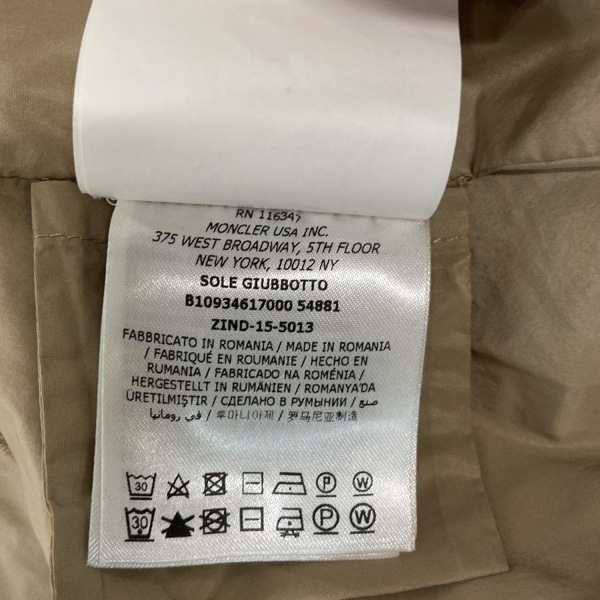 RN 116347
MONCLER USA INC.
375 WEST BROADWAY, 5TH FLOOR
NEW YORK, 10012 NY
SOLE GIUBBOTTO
B10934617000 54881
ZIND-15-5013
FABBRICATO IN ROMANIA / MADE IN ROMANIA
/ FABRIQUÉ EN ROUMANIE / HECHO EN
RUMANIA / FABRICADO NA ROMÉNIA /
HERGESTELLT IN RUMÄNIEN / ROMANYA'DA
ÜRETILMIŞTIR / СДЕЛАНО В РУМЫНИИ / صنع
في رومانيا / 루마니아제 / 罗马尼亚制造
30 P W
30 P W